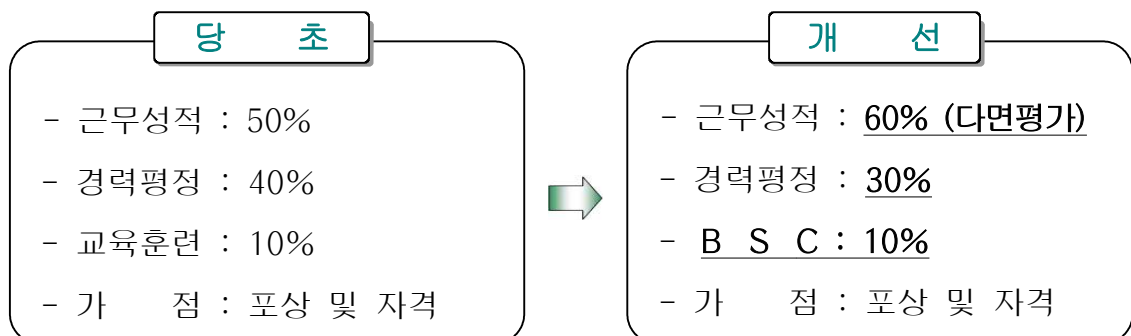 당 초
- 근무성적 : 50%
- 경력평정 : 40%
- 교육훈련 : 10%
- 가 점 : 포상 및 자격
개 선
- 근무성적 : 60% (다면평가)
- 경력평정 : 30%
- B S C : 10%
- 가 점 : 포상 및 자격